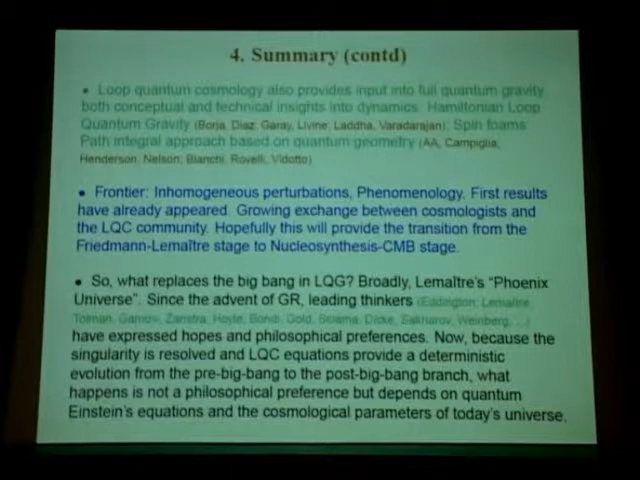 4. Summary (contd)
• Loop quantum cosmology also provides input into full quantum gravity
both conceptual and technical insights into dynamics: Hamiltonian Loop
Quantum Gravity (Borja, Diaz, Garay, Livine; Laddha, Varadarajan); Spin foams
Path integral approach based on quantum geometry (AA, Campiglia,
Henderson, Nelson; Bianchi, Rovelli, Vidotto)
• Frontier: Inhomogeneous perturbations, Phenomenology. First results
have already appeared. Growing exchange between cosmologists and
the LQC community. Hopefully this will provide the transition from the
Friedmann-Lemaître stage to Nucleosynthesis-CMB stage.
• So, what replaces the big bang in LQG? Broadly, Lemaître's "Phoenix
Universe". Since the advent of GR, leading thinkers (Eddington, Lemaitre,
Tolman, Gamow, Zanstra, Hoyle, Bondi, Gold, Sciama, Dicke, Sakharov, Weinberg, ...)
have expressed hopes and philosophical preferences. Now, because the
singularity is resolved and LQC equations provide a deterministic
evolution from the pre-big-bang to the post-big-bang branch, what
happens is not a philosophical preference but depends on quantum
Einstein's equations and the cosmological parameters of today's universe.